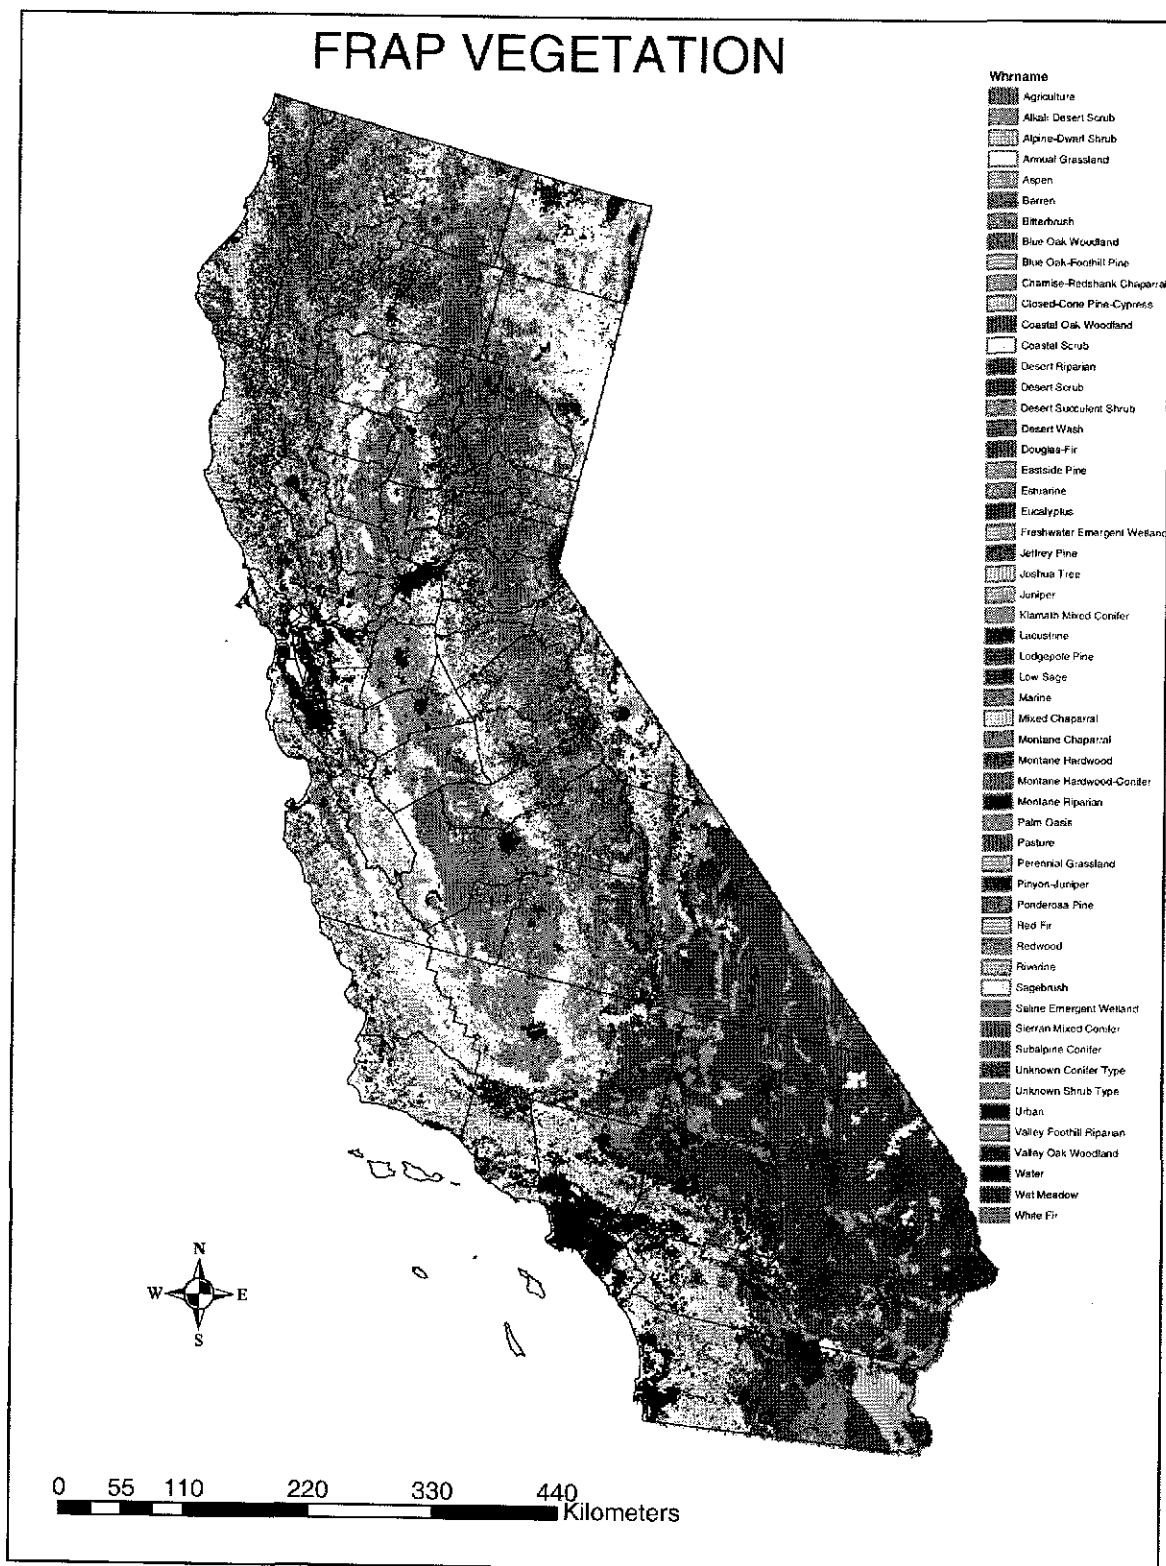 FRAP VEGETATION
Whrname
Agriculture
Alkali Desert Scrub
Alpine-Dwarf Shrub
Annual Grassland
Aspen
Barren
Bitterbrush
Blue Oak Woodland
Blue Oak-Foothill Pine
Chamise-Redshank Chaparral
Closed-Cone Pine-Cypress
Coastal Oak Woodland
Coastal Scrub
Desert Riparian
Desert Scrub
Desert Succulent Shrub
Desert Wash
Douglas-Fir
Eastside Pine
Estuarine
Eucalyptus
Freshwater Emergent Wetland
Jeffrey Pine
Joshua Tree
Juniper
Klamath Mixed Conifer
Lacustrine
Lodgepole Pine
Low Sage
Marine
Mixed Chaparral
Montane Chaparral
Montane Hardwood
Montane Hardwood-Conifer
Montane Riparian
Palm Oasis
Pasture
Perennial Grassland
Pinyon-Juniper
Ponderosa Pine
Red Fir
Redwood
Riverine
Sagebrush
Saline Emergent Wetland
Sierran Mixed Conifer
Subalpine Conifer
Unknown Conifer Type
Unknown Shrub Type
Urban
Valley Foothill Riparian
Valley Oak Woodland
Water
Wet Meadow
White Fir
N
W E
S
0 55 110 220 330 440
Kilometers